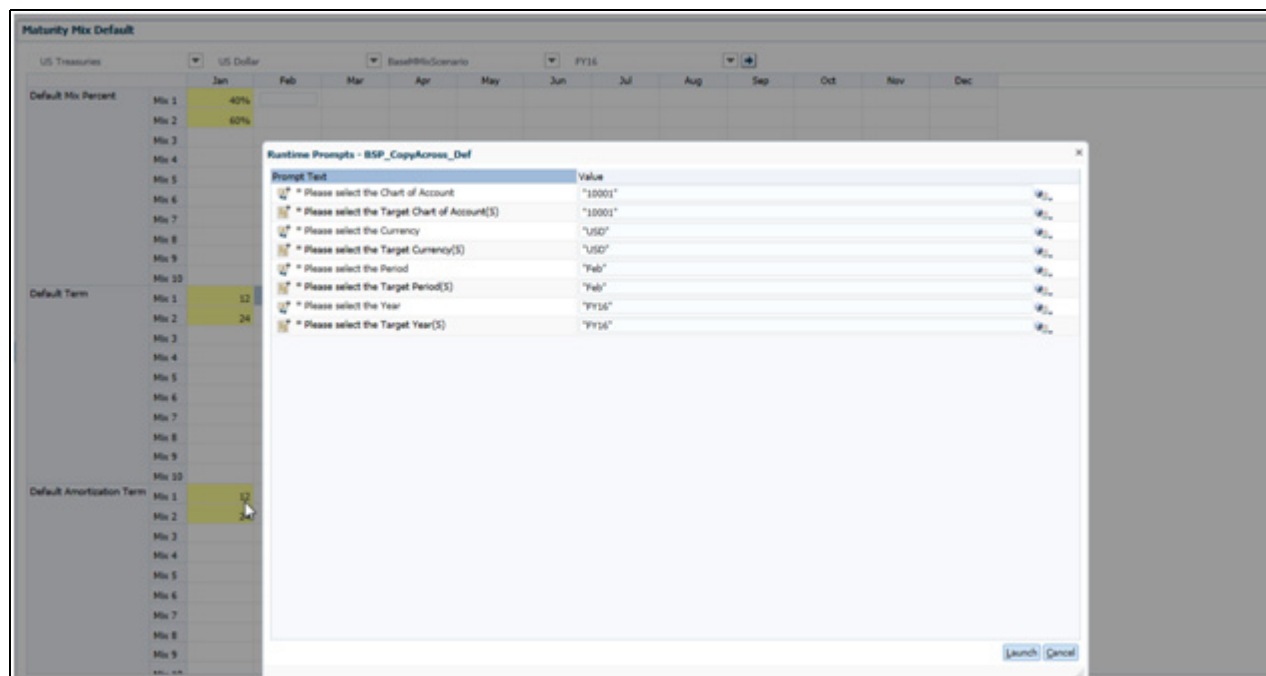 Maturity Mix Default
US Treasuries US Dollar BaseMMixScenario FY16
Jan Feb Mar Apr May Jun Jul Aug Sep Oct Nov Dec
Default Mix Percent Mix 1 40%
Mix 2 60%
Mix 3
Mix 4
Mix 5
Mix 6
Mix 7
Mix 8
Mix 9
Mix 10
Default Term Mix 1 12
Mix 2 24
Mix 3
Mix 4
Mix 5
Mix 6
Mix 7
Mix 8
Mix 9
Mix 10
Default Amortization Term Mix 1 12
Mix 2 24
Mix 3
Mix 4
Mix 5
Mix 6
Mix 7
Mix 8
Mix 9
Runtime Prompts - BSP_CopyAcross_Def
Prompt Text Value
* Please select the Chart of Account "10001"
* Please select the Target Chart of Account(S) "10001"
* Please select the Currency "USD"
* Please select the Target Currency(S) "USD"
* Please select the Period "Feb"
* Please select the Target Period(S) "Feb"
* Please select the Year "FY16"
* Please select the Target Year(S) "FY16"
Launch Cancel